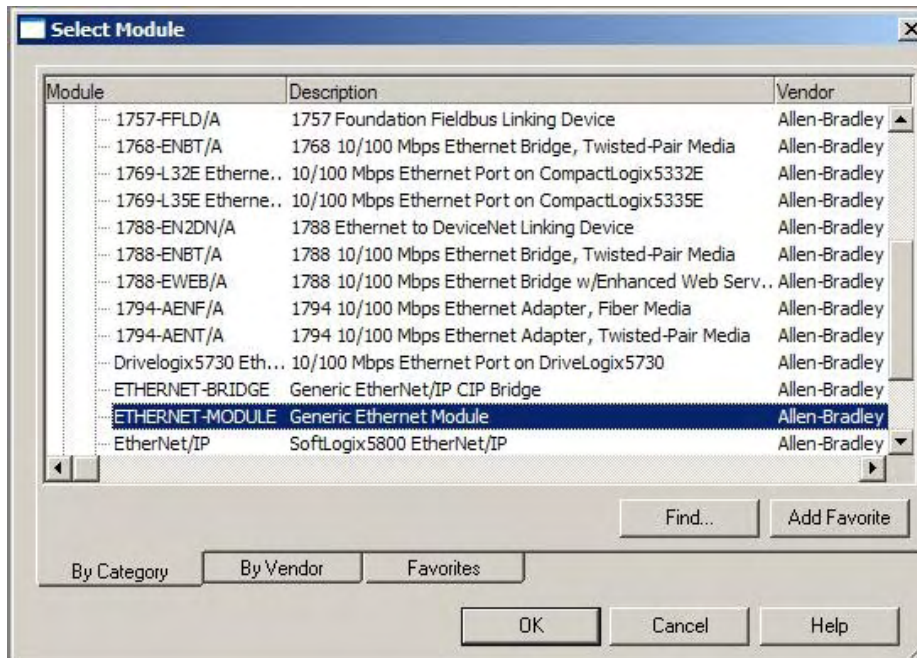 Select Module
Module Description Vendor
1757-FFLD/A 1757 Foundation Fieldbus Linking Device Allen-Bradley
1768-ENBT/A 1768 10/100 Mbps Ethernet Bridge, Twisted-Pair Media Allen-Bradley
1769-L32E Etherne... 10/100 Mbps Ethernet Port on CompactLogix5332E Allen-Bradley
1769-L35E Etherne... 10/100 Mbps Ethernet Port on CompactLogix5335E Allen-Bradley
1788-EN2DN/A 1788 Ethernet to DeviceNet Linking Device Allen-Bradley
1788-ENBT/A 1788 10/100 Mbps Ethernet Bridge, Twisted-Pair Media Allen-Bradley
1788-EWEB/A 1788 10/100 Mbps Ethernet Bridge w/Enhanced Web Serv... Allen-Bradley
1794-AENF/A 1794 10/100 Mbps Ethernet Adapter, Fiber Media Allen-Bradley
1794-AENT/A 1794 10/100 Mbps Ethernet Adapter, Twisted-Pair Media Allen-Bradley
Drivelogix5730 Eth... 10/100 Mbps Ethernet Port on DriveLogix5730 Allen-Bradley
ETHERNET-BRIDGE Generic EtherNet/IP CIP Bridge Allen-Bradley
ETHERNET-MODULE Generic Ethernet Module Allen-Bradley
EtherNet/IP SoftLogix5800 EtherNet/IP Allen-Bradley
Find... Add Favorite
By Category By Vendor Favorites
OK Cancel Help